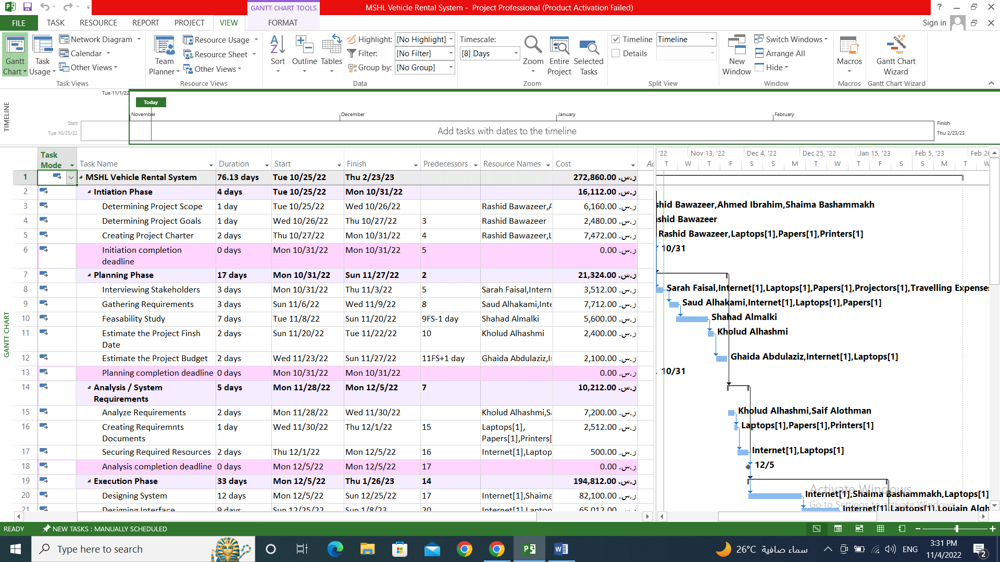 GANTT CHART TOOLS
MSHL Vehicle Rental System - Project Professional (Product Activation Failed)
FILE TASK RESOURCE REPORT PROJECT VIEW FORMAT Sign in
Gantt Chart
Task Usage
Network Diagram
Calendar
Other Views
Task Views
Team Planner
Resource Usage
Resource Sheet
Other Views
Resource Views
Sort Outline Tables
Highlight: [No Highlight]
Filter: [No Filter]
Group by: [No Group]
Data
Timescale:
[8] Days
Zoom
Entire Project
Selected Tasks
Zoom
Timeline Timeline
Details
Split View
New Window
Switch Windows
Arrange All
Hide
Window
Macros
Macros
Gantt Chart Wizard
Gantt Chart Wizard
TIMELINE
Tue 11/1/22
Today
November December January February
Start
Tue 10/25/22
Add tasks with dates to the timeline
Finish
Thu 2/23/23
GANTT CHART
Task Mode Task Name Duration Start Finish Predecessors Resource Names Cost
1 MSHL Vehicle Rental System 76.13 days Tue 10/25/22 Thu 2/23/23 272,860.00 ر.س.
2 Intiation Phase 4 days Tue 10/25/22 Mon 10/31/22 16,112.00 ر.س.
3 Determining Project Scope 1 day Tue 10/25/22 Wed 10/26/22 Rashid Bawazeer, 6,160.00 ر.س.
4 Determining Project Goals 1 day Wed 10/26/22 Thu 10/27/22 3 Rashid Bawazeer 2,480.00 ر.س.
5 Creating Project Charter 2 days Thu 10/27/22 Mon 10/31/22 4 Rashid Bawazeer,L 7,472.00 ر.س.
6 Initiation completion deadline 0 days Mon 10/31/22 Mon 10/31/22 5 0.00 ر.س.
7 Planning Phase 17 days Mon 10/31/22 Sun 11/27/22 2 21,324.00 ر.س.
8 Interviewing Stakeholders 3 days Mon 10/31/22 Thu 11/3/22 5 Sarah Faisal,Intern 3,512.00 ر.س.
9 Gathering Requirements 3 days Sun 11/6/22 Wed 11/9/22 8 Saud Alhakami,Inte 7,712.00 ر.س.
10 Feasability Study 7 days Tue 11/8/22 Sun 11/20/22 9FS-1 day Shahad Almalki 5,600.00 ر.س.
11 Estimate the Project Finsh Date 2 days Sun 11/20/22 Tue 11/22/22 10 Kholud Alhashmi 2,400.00 ر.س.
12 Estimate the Project Budget 2 days Wed 11/23/22 Sun 11/27/22 11FS+1 day Ghaida Abdulaziz,I 2,100.00 ر.س.
13 Planning completion deadline 0 days Mon 10/31/22 Mon 10/31/22 0.00 ر.س.
14 Analysis / System Requirements 5 days Mon 11/28/22 Mon 12/5/22 7 10,212.00 ر.س.
15 Analyze Requirements 2 days Mon 11/28/22 Wed 11/30/22 Kholud Alhashmi,Sa 7,200.00 ر.س.
16 Creating Requiremnts Documents 1 day Wed 11/30/22 Thu 12/1/22 15 Laptops[1], Papers[1],Printers[ 2,512.00 ر.س.
17 Securing Required Resources 2 days Thu 12/1/22 Mon 12/5/22 16 Internet[1],Laptop 500.00 ر.س.
18 Analysis completion deadline 0 days Mon 12/5/22 Mon 12/5/22 17 0.00 ر.س.
19 Execution Phase 33 days Mon 12/5/22 Thu 1/26/23 14 194,812.00 ر.س.
20 Designing System 12 days Mon 12/5/22 Sun 12/25/22 17 Internet[1],Shaima 82,100.00 ر.س.
21 Designing Interface 9 days Sun 12/25/22 Sun 1/8/23 20 Internet[1],Laptop 65,012.00 ر.س.
'22 Nov 13, '22 Dec 4, '22 Dec 25, '22 Jan 15, '23 Feb 5, '23 Feb 26
T W T F S S M T W T F S S M T W
shid Bawazeer,Ahmed Ibrahim,Shaima Bashammakh
shid Bawazeer
Rashid Bawazeer,Laptops[1],Papers[1],Printers[1]
10/31
Sarah Faisal,Internet[1],Laptops[1],Papers[1],Projectors[1],Travelling Expense
Saud Alhakami,Internet[1],Laptops[1],Papers[1]
Shahad Almalki
Kholud Alhashmi
Ghaida Abdulaziz,Internet[1],Laptops[1]
10/31
Kholud Alhashmi,Saif Alothman
Laptops[1],Papers[1],Printers[1]
Internet[1],Laptops[1]
12/5
Internet[1],Shaima Bashammakh,Laptops[1]
Internet[1],Laptops[1],Loujain Algh
Activate Windows
Go to Settings to activate Windows.
READY NEW TASKS : MANUALLY SCHEDULED
Type here to search
26°C سماء صافية
ENG
3:31 PM
11/4/2022
2